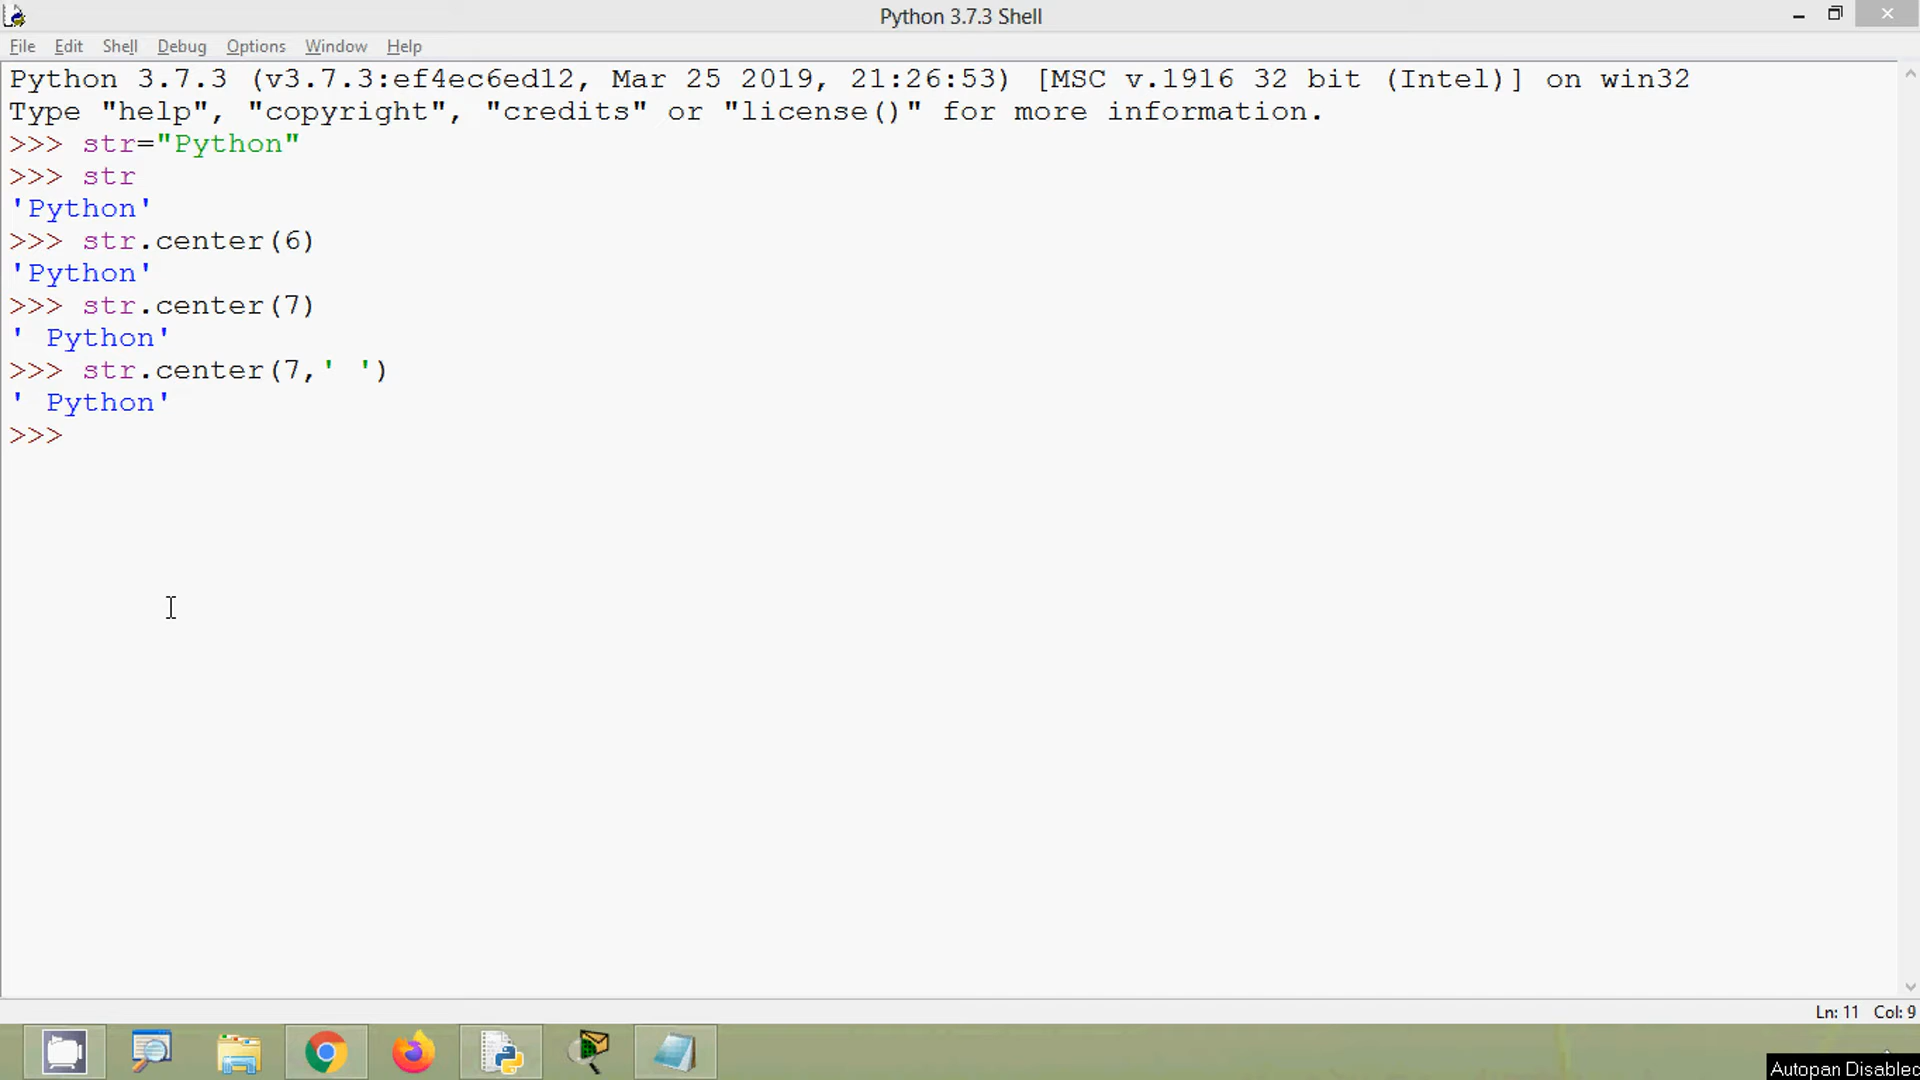 Python 3.7.3 Shell
File Edit Shell Debug Options Window Help
Python 3.7.3 (v3.7.3:ef4ec6ed12, Mar 25 2019, 21:26:53) [MSC v.1916 32 bit (Intel)] on win32
Type "help", "copyright", "credits" or "license()" for more information.
>>> str="Python"
>>> str
'Python'
>>> str.center(6)
'Python'
>>> str.center(7)
' Python'
>>> str.center(7,' ')
' Python'
>>>
Ln: 11 Col: 9
Autopan Disabled